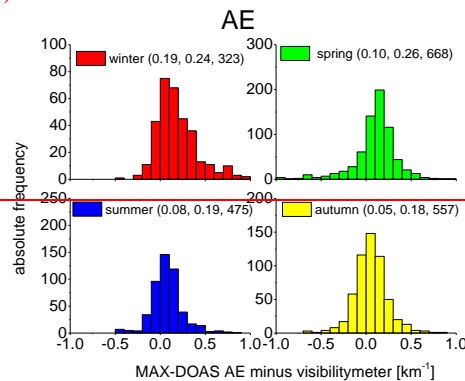 AE
100
80
60
40
20
0
winter (0.19, 0.24, 323)
300
200
100
0
spring (0.10, 0.26, 668)
absolute frequency
250
200
150
100
50
0
summer (0.08, 0.19, 475)
200
150
100
50
0
autumn (0.05, 0.18, 557)
-1.0 -0.5 0.0 0.5 1.0
-1.0 -0.5 0.0 0.5 1.0
MAX-DOAS AE minus visibilitymeter [km⁻¹]